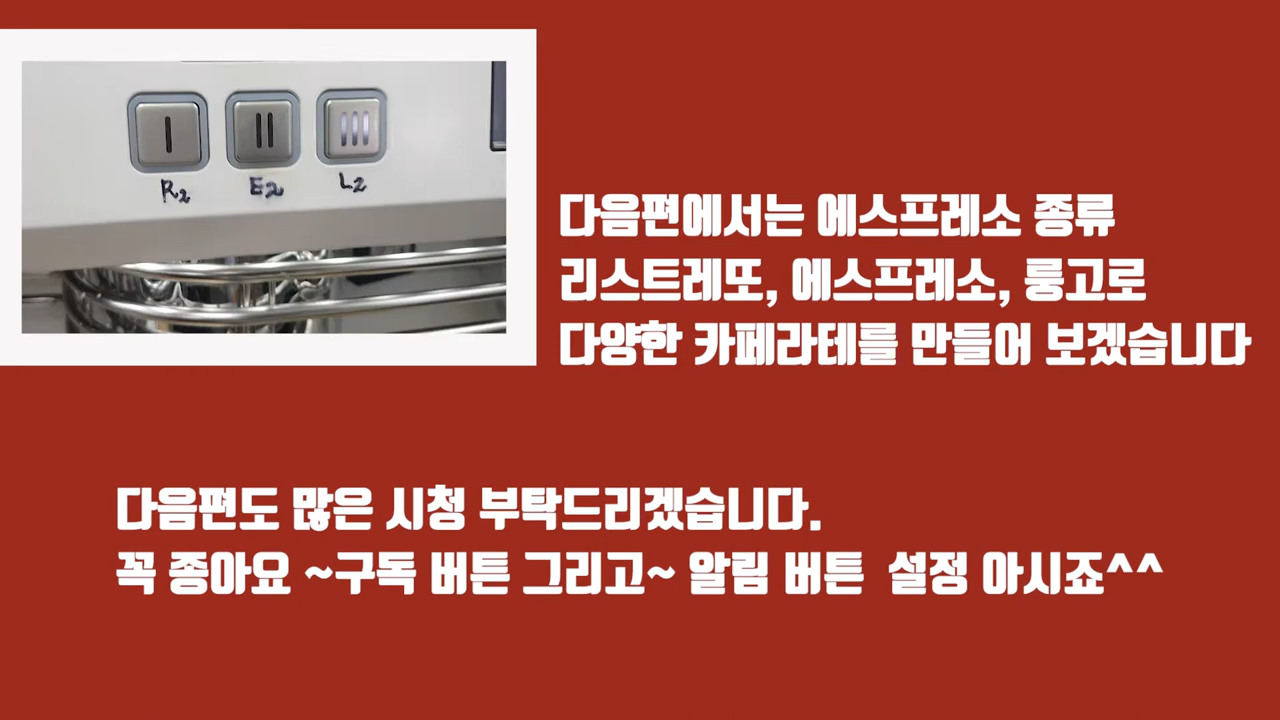 R2 E2 L2
다음편에서는 에스프레소 종류
리스트레또, 에스프레소, 룽고로
다양한 카페라테를 만들어 보겠습니다
다음편도 많은 시청 부탁드리겠습니다.
꼭 좋아요 ~구독 버튼 그리고~ 알림 버튼 설정 아시죠^^